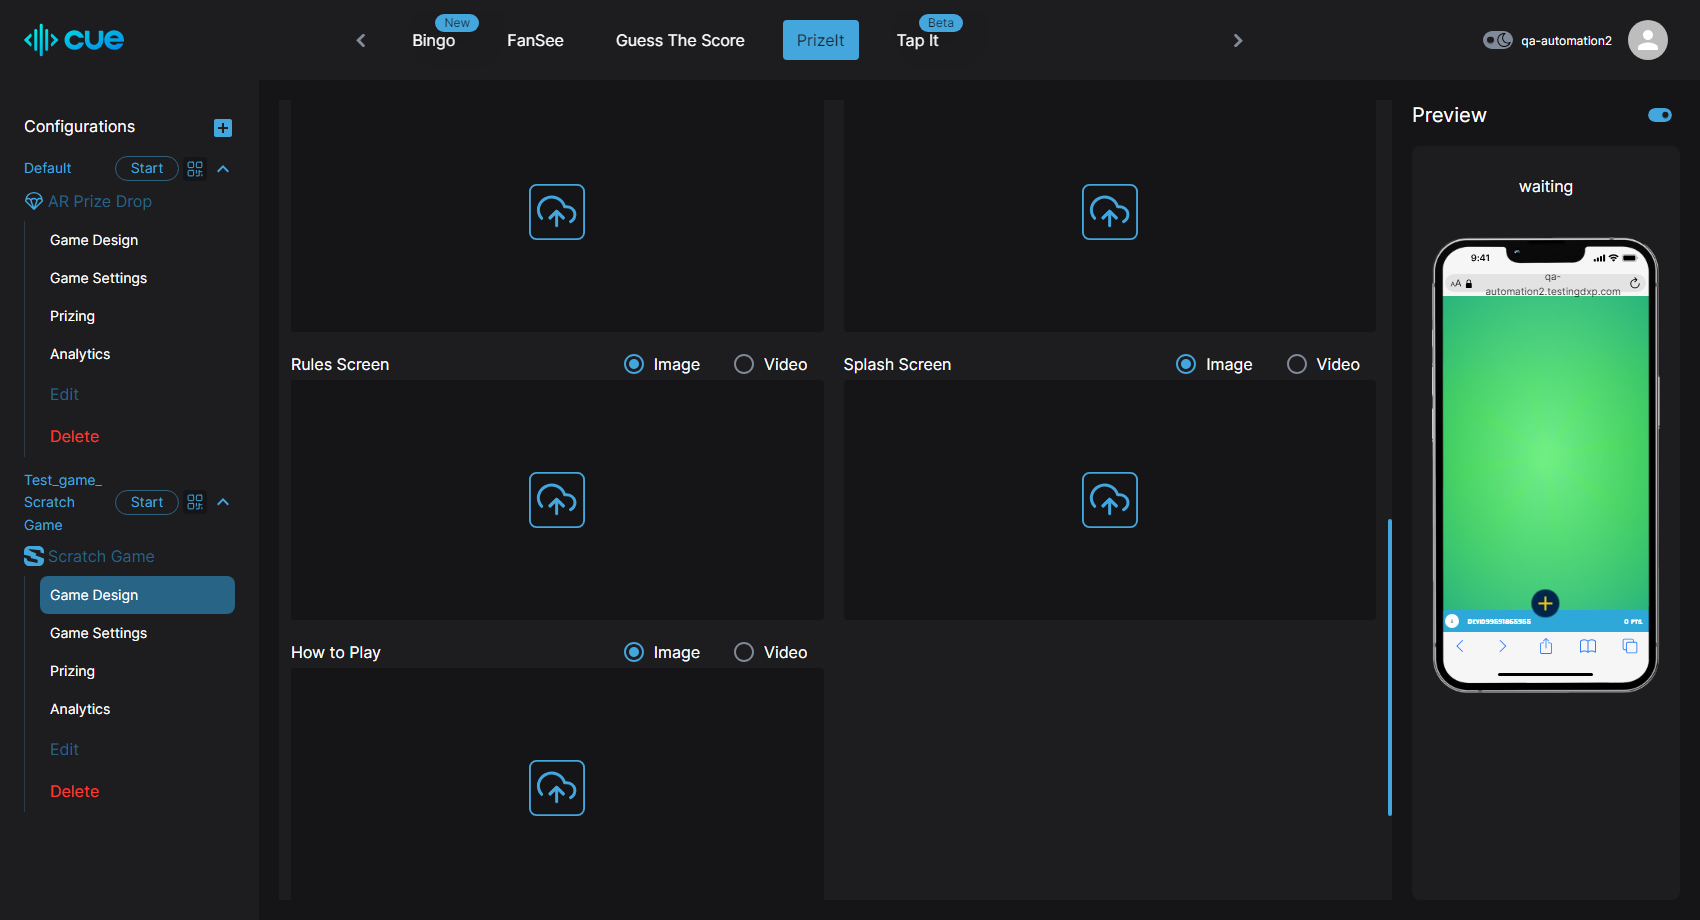 cue
New
Bingo
FanSee
Guess The Score
PrizeIt
Beta
Tap It
qa-automation2
Configurations
Default
Start
AR Prize Drop
Game Design
Game Settings
Prizing
Analytics
Edit
Delete
Test_game_
Scratch
Game
Start
Scratch Game
Game Design
Game Settings
Prizing
Analytics
Edit
Delete
Rules Screen
Image
Video
Splash Screen
Image
Video
How to Play
Image
Video
Preview
waiting
9:41
AA
qa-
automation2.testingdxp.com
0 PTS.